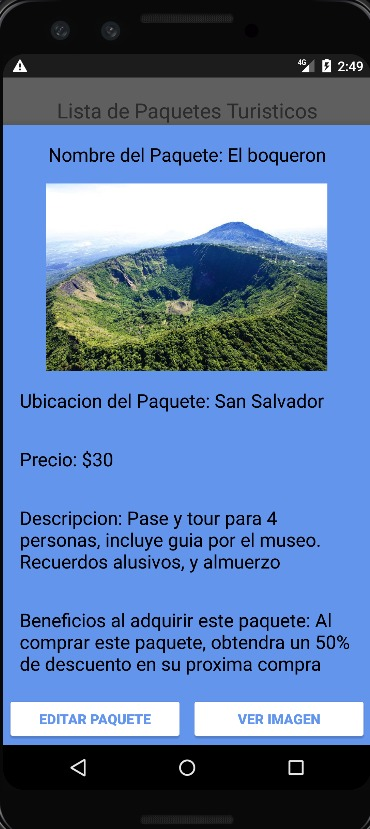 4G 2:49
Lista de Paquetes Turisticos
Nombre del Paquete: El boqueron
Ubicacion del Paquete: San Salvador
Precio: $30
Descripcion: Pase y tour para 4
personas, incluye guia por el museo.
Recuerdos alusivos, y almuerzo
Beneficios al adquirir este paquete: Al
comprar este paquete, obtendra un 50%
de descuento en su proxima compra
EDITAR PAQUETE VER IMAGEN